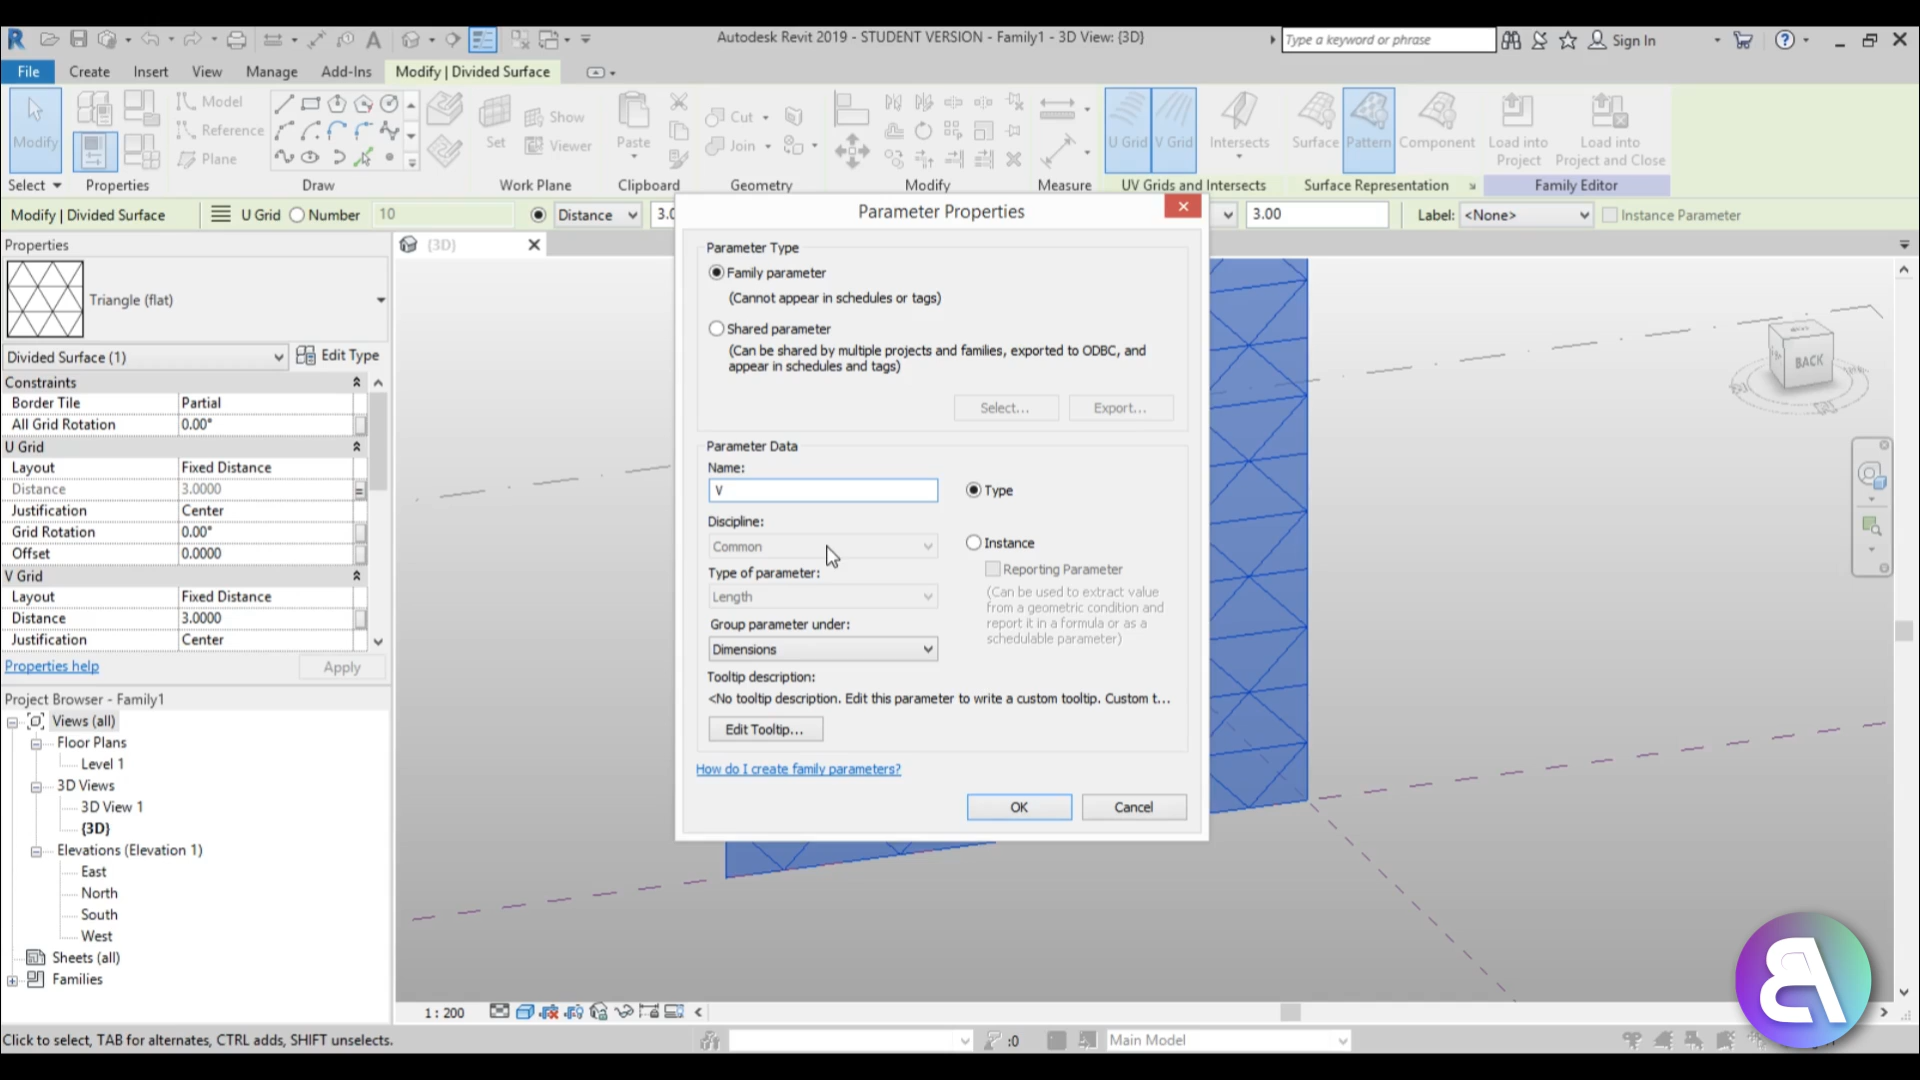 Autodesk Revit 2019 - STUDENT VERSION - Family1 - 3D View: {3D}
Type a keyword or phrase
Sign In
File Create Insert View Manage Add-Ins Modify | Divided Surface
Modify
Model
Reference
Plane
Set
Show
Viewer
Paste
Cut
Join
U Grid V Grid Intersects
Surface Pattern Component
Load into Project
Load into Project and Close
Select Properties Draw Work Plane Clipboard Geometry Modify Measure UV Grids and Intersects Surface Representation Family Editor
Modify | Divided Surface U Grid Number 10 Distance 3.0 3.00 Label: <None> Instance Parameter
Properties
{3D}
Triangle (flat)
Divided Surface (1) Edit Type
Constraints
Border Tile Partial
All Grid Rotation 0.00°
U Grid
Layout Fixed Distance
Distance 3.0000
Justification Center
Grid Rotation 0.00°
Offset 0.0000
V Grid
Layout Fixed Distance
Distance 3.0000
Justification Center
Properties help Apply
Project Browser - Family1
Views (all)
Floor Plans
Level 1
3D Views
3D View 1
{3D}
Elevations (Elevation 1)
East
North
South
West
Sheets (all)
Families
Parameter Properties
Parameter Type
Family parameter
(Cannot appear in schedules or tags)
Shared parameter
(Can be shared by multiple projects and families, exported to ODBC, and
appear in schedules and tags)
Select... Export...
Parameter Data
Name:
V
Type
Discipline:
Common
Instance
Reporting Parameter
(Can be used to extract value
from a geometric condition and
report it in a formula or as a
schedulable parameter)
Type of parameter:
Length
Group parameter under:
Dimensions
Tooltip description:
<No tooltip description. Edit this parameter to write a custom tooltip. Custom t...
Edit Tooltip...
How do I create family parameters?
OK Cancel
BACK
1 : 200
Click to select, TAB for alternates, CTRL adds, SHIFT unselects.
:0
Main Model